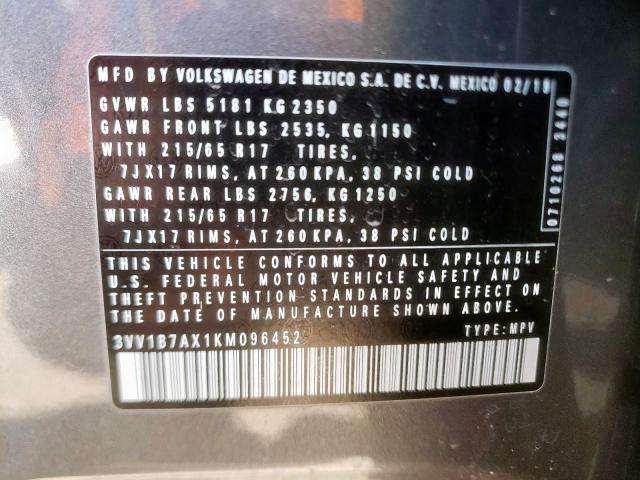 MFD BY VOLKSWAGEN DE MEXICO S.A. DE C.V. MEXICO 02/19
GVWR LBS 5181 KG 2350
GAWR FRONT LBS 2535, KG 1150
WITH 215/65 R17 TIRES,
7JX17 RIMS, AT 260 KPA, 38 PSI COLD
GAWR REAR LBS 2756, KG 1250
WITH 215/65 R17 TIRES,
7JX17 RIMS, AT 260 KPA, 38 PSI COLD
THIS VEHICLE CONFORMS TO ALL APPLICABLE
U.S. FEDERAL MOTOR VEHICLE SAFETY AND
THEFT PREVENTION STANDARDS IN EFFECT ON
THE DATE OF MANUFACTURE SHOWN ABOVE.
3VV1B7AX1KM096452 TYPE: MPV
0710268 3440